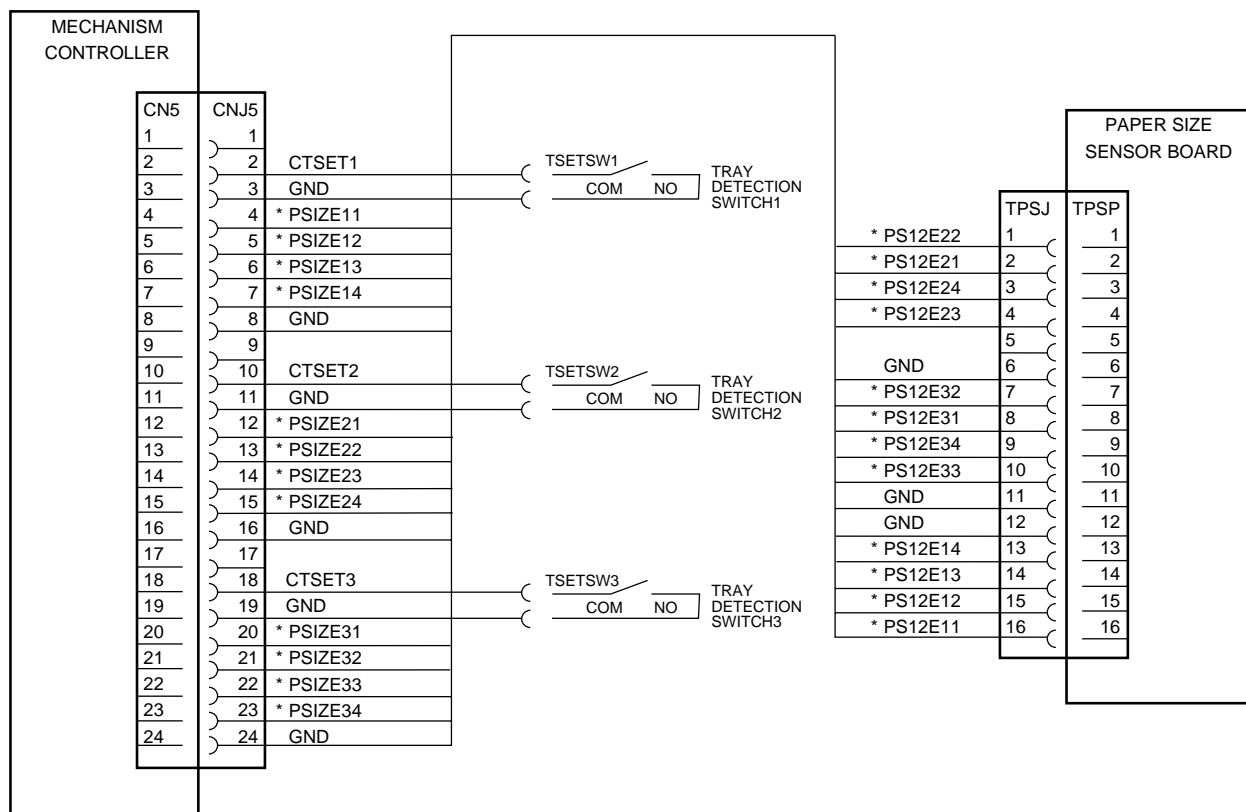 MECHANISM
CONTROLLER
CN5 CNJ5
1 1
2 2 CTSET1
3 3 GND
4 4 * PSIZE11
5 5 * PSIZE12
6 6 * PSIZE13
7 7 * PSIZE14
8 8 GND
9 9
10 10 CTSET2
11 11 GND
12 12 * PSIZE21
13 13 * PSIZE22
14 14 * PSIZE23
15 15 * PSIZE24
16 16 GND
17 17
18 18 CTSET3
19 19 GND
20 20 * PSIZE31
21 21 * PSIZE32
22 22 * PSIZE33
23 23 * PSIZE34
24 24 GND
TSETSW1
COM NO
TRAY
DETECTION
SWITCH1
TSETSW2
COM NO
TRAY
DETECTION
SWITCH2
TSETSW3
COM NO
TRAY
DETECTION
SWITCH3
PAPER SIZE
SENSOR BOARD
TPSJ TPSP
* PS12E22 1 1
* PS12E21 2 2
* PS12E24 3 3
* PS12E23 4 4
5 5
GND 6 6
* PS12E32 7 7
* PS12E31 8 8
* PS12E34 9 9
* PS12E33 10 10
GND 11 11
GND 12 12
* PS12E14 13 13
* PS12E13 14 14
* PS12E12 15 15
* PS12E11 16 16